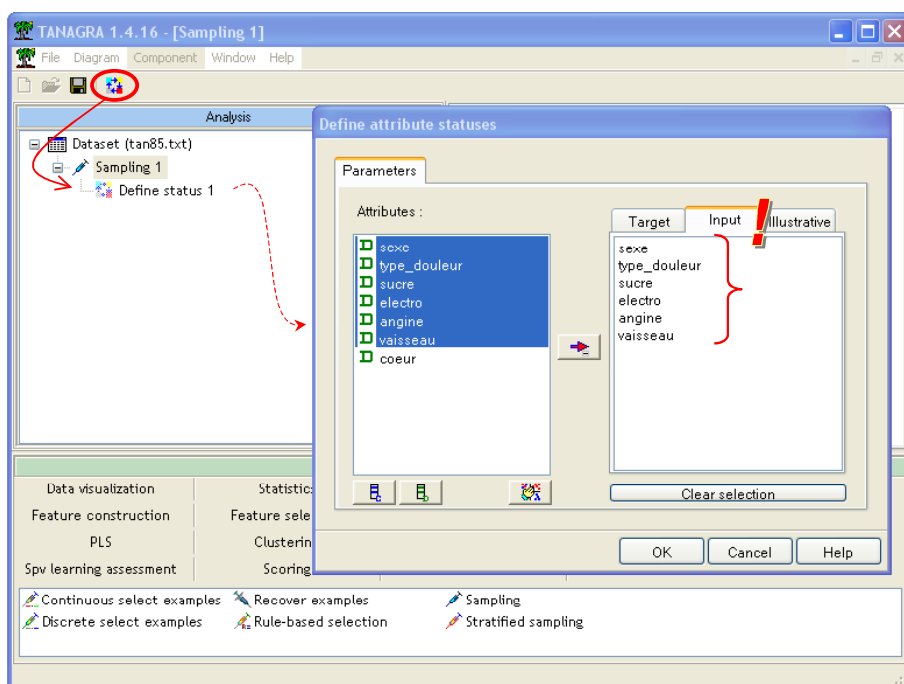 TANAGRA 1.4.16 - [Sampling 1]
File Diagram Component Window Help
Analysis
Dataset (tan85.txt)
Sampling 1
Define status 1
Define attribute statuses
Parameters
Attributes :
sexe
type_douleur
sucre
electro
angine
vaisseau
coeur
Target Input Illustrative
sexe
type_douleur
sucre
electro
angine
vaisseau
!
Clear selection
OK Cancel Help
Data visualization Statistic
Feature construction Feature sele
PLS Clusterin
Spv learning assessment Scoring
Continuous select examples Recover examples Sampling
Discrete select examples Rule-based selection Stratified sampling